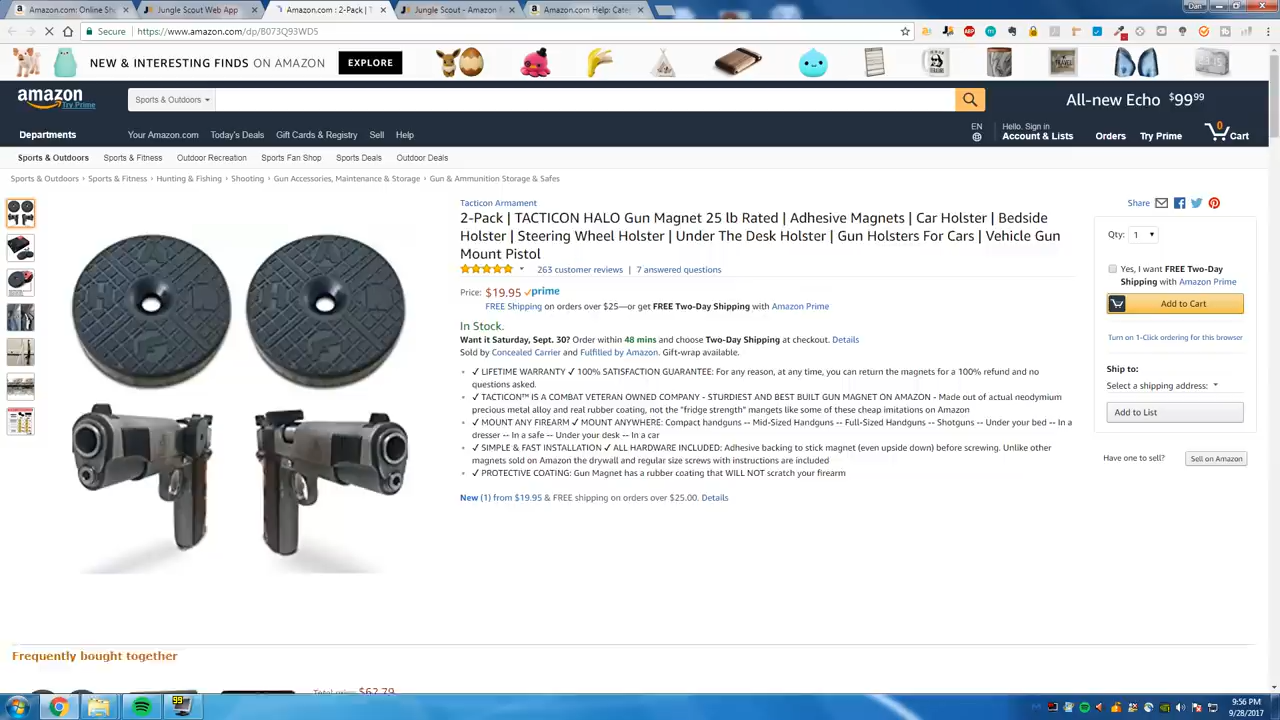 Amazon.com: Online Sh
Jungle Scout Web App
Amazon.com : 2-Pack | T
Jungle Scout - Amazon R
Amazon.com Help: Cate
Dan
Secure
https://www.amazon.com/dp/B073Q93WD5
NEW & INTERESTING FINDS ON AMAZON
EXPLORE
amazon
Try Prime
Sports & Outdoors
All-new Echo $99.99
Departments
Your Amazon.com
Today's Deals
Gift Cards & Registry
Sell
Help
EN
Hello. Sign in
Account & Lists
Orders
Try Prime
0
Cart
Sports & Outdoors
Sports & Fitness
Outdoor Recreation
Sports Fan Shop
Sports Deals
Outdoor Deals
Sports & Outdoors › Sports & Fitness › Hunting & Fishing › Shooting › Gun Accessories, Maintenance & Storage › Gun & Ammunition Storage & Safes
Tacticon Armament
2-Pack | TACTICON HALO Gun Magnet 25 lb Rated | Adhesive Magnets | Car Holster | Bedside
Holster | Steering Wheel Holster | Under The Desk Holster | Gun Holsters For Cars | Vehicle Gun
Mount Pistol
263 customer reviews | 7 answered questions
Price: $19.95 ✓prime
FREE Shipping on orders over $25—or get FREE Two-Day Shipping with Amazon Prime
In Stock.
Want it Saturday, Sept. 30? Order within 48 mins and choose Two-Day Shipping at checkout. Details
Sold by Concealed Carrier and Fulfilled by Amazon. Gift-wrap available.
✓ LIFETIME WARRANTY ✓ 100% SATISFACTION GUARANTEE: For any reason, at any time, you can return the magnets for a 100% refund and no
questions asked.
✓ TACTICON™ IS A COMBAT VETERAN OWNED COMPANY - STURDIEST AND BEST BUILT GUN MAGNET ON AMAZON - Made out of actual neodymium
precious metal alloy and real rubber coating, not the "fridge strength" mangets like some of these cheap imitations on Amazon
✓ MOUNT ANY FIREARM ✓ MOUNT ANYWHERE: Compact handguns -- Mid-Sized Handguns -- Full-Sized Handguns -- Shotguns -- Under your bed -- In a
dresser -- In a safe -- Under your desk -- In a car
✓ SIMPLE & FAST INSTALLATION ✓ ALL HARDWARE INCLUDED: Adhesive backing to stick magnet (even upside down) before screwing. Unlike other
magnets sold on Amazon the drywall and regular size screws with instructions are included
✓ PROTECTIVE COATING: Gun Magnet has a rubber coating that WILL NOT scratch your firearm
New (1) from $19.95 & FREE shipping on orders over $25.00. Details
Share
Qty: 1
Yes, I want FREE Two-Day
Shipping with Amazon Prime
Add to Cart
Turn on 1-Click ordering for this browser
Ship to:
Select a shipping address:
Add to List
Have one to sell?
Sell on Amazon
Frequently bought together
Total price: $62.79
9:56 PM
9/28/2017